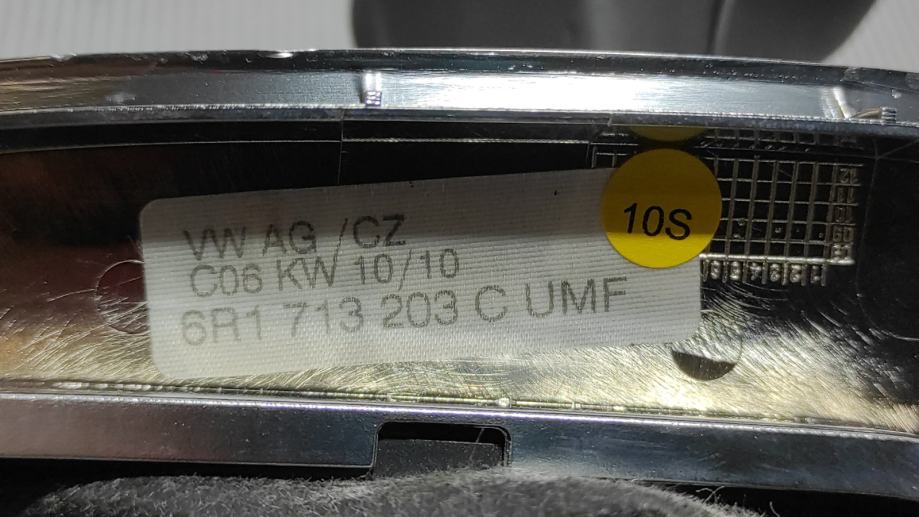 VW AG /CZ
C06 KW 10/10
6R1 713 203 C UMF
10S